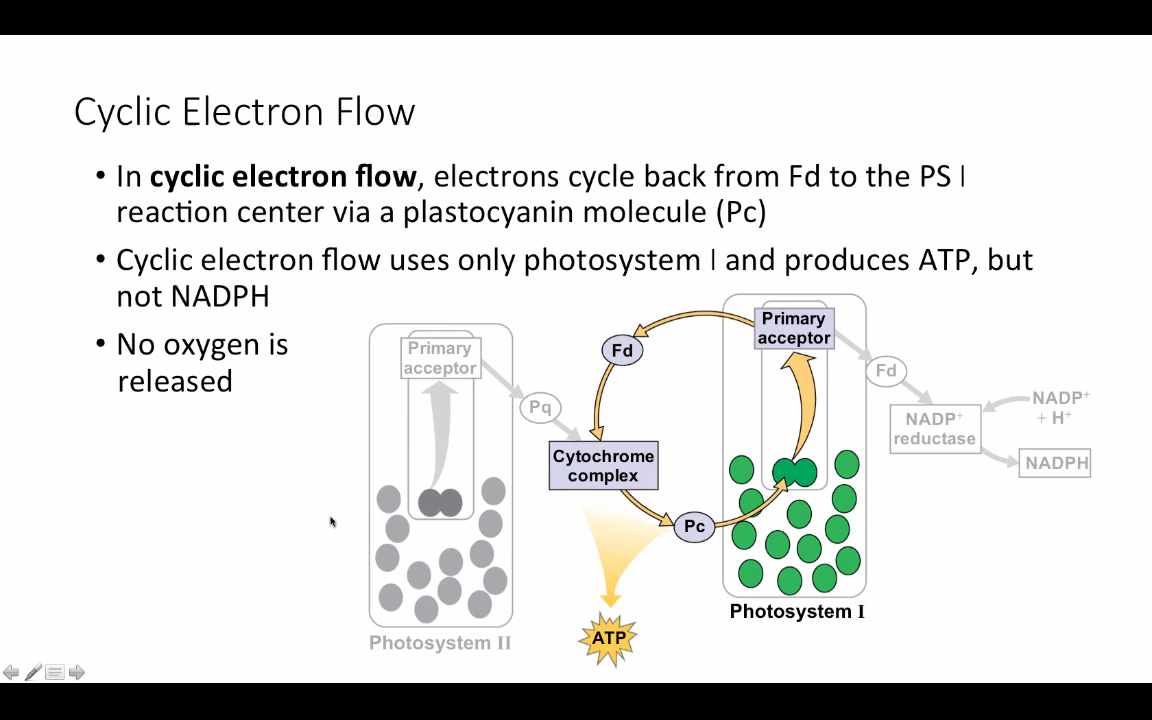 Cyclic Electron Flow
• In cyclic electron flow, electrons cycle back from Fd to the PS I
reaction center via a plastocyanin molecule (Pc)
• Cyclic electron flow uses only photosystem I and produces ATP, but
not NADPH
• No oxygen is
released
Primary
acceptor
Pq
Photosystem II
Fd
Cytochrome
complex
Pc
ATP
Primary
acceptor
Photosystem I
Fd
NADP⁺
reductase
NADP⁺
+ H⁺
NADPH